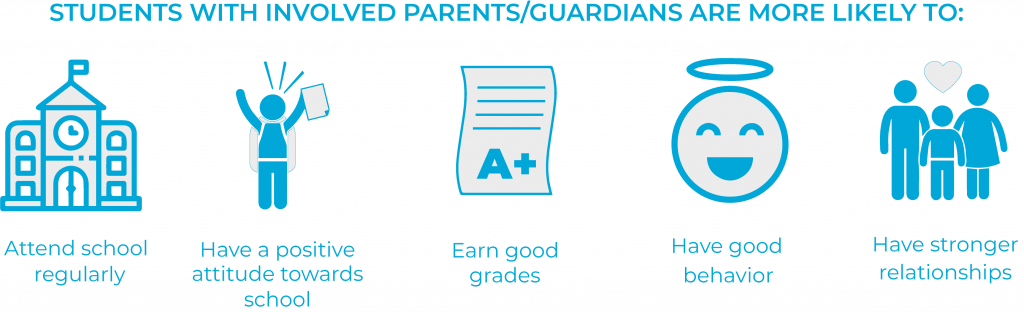 STUDENTS WITH INVOLVED PARENTS/GUARDIANS ARE MORE LIKELY TO:
A+
Attend school
regularly
Have a positive
attitude towards
school
Earn good
grades
Have good
behavior
Have stronger
relationships